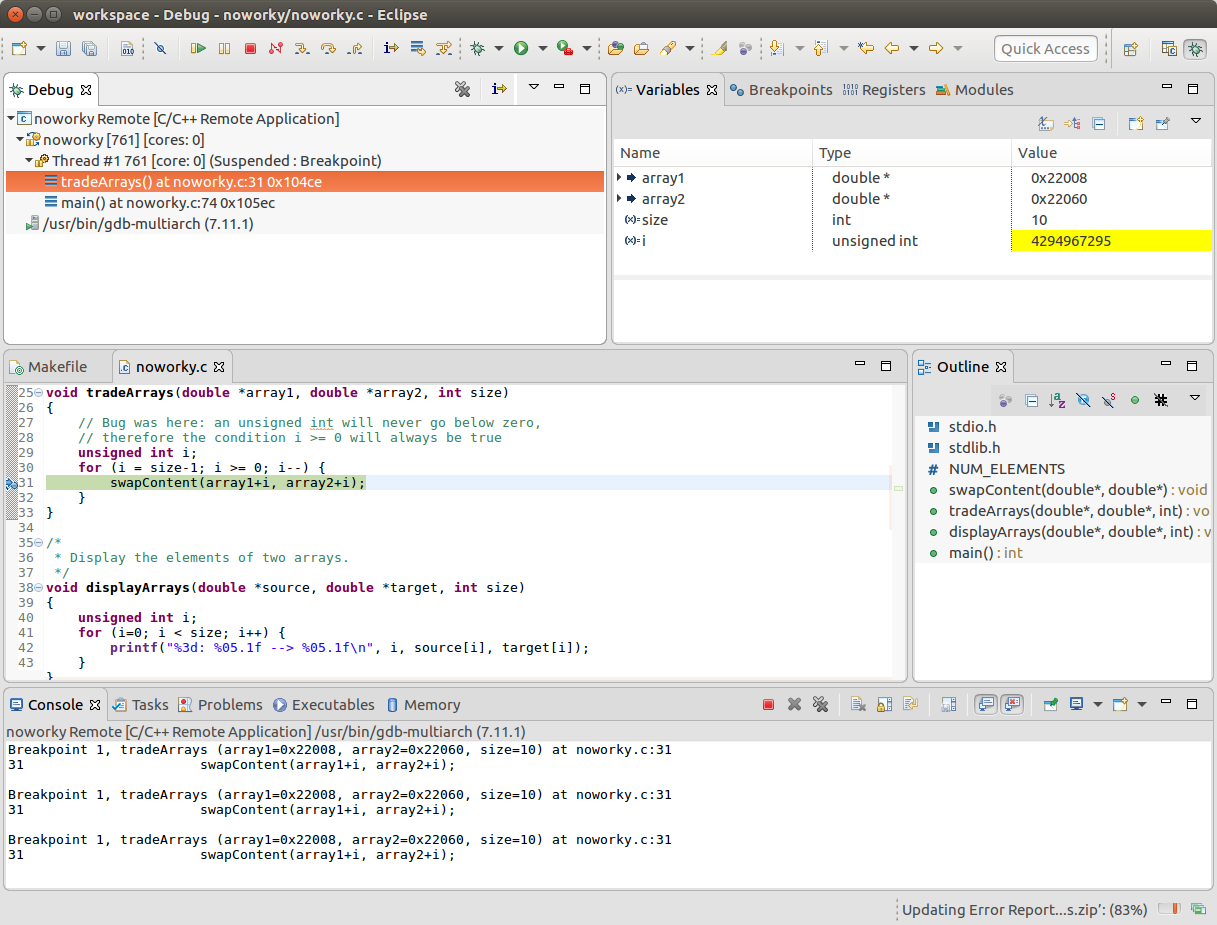 workspace - Debug - noworky/noworky.c - Eclipse
Quick Access
Debug
noworky Remote [C/C++ Remote Application]
noworky [761] [cores: 0]
Thread #1 761 [core: 0] (Suspended : Breakpoint)
tradeArrays() at noworky.c:31 0x104ce
main() at noworky.c:74 0x105ec
/usr/bin/gdb-multiarch (7.11.1)
(x)= Variables Breakpoints Registers Modules
Name Type Value
array1 double * 0x22008
array2 double * 0x22060
(x)= size int 10
(x)= i unsigned int 4294967295
Makefile noworky.c
25 void tradeArrays(double *array1, double *array2, int size)
26 {
27 // Bug was here: an unsigned int will never go below zero,
28 // therefore the condition i >= 0 will always be true
29 unsigned int i;
30 for (i = size-1; i >= 0; i--) {
31 swapContent(array1+i, array2+i);
32 }
33 }
34
35 /*
36 * Display the elements of two arrays.
37 */
38 void displayArrays(double *source, double *target, int size)
39 {
40 unsigned int i;
41 for (i=0; i < size; i++) {
42 printf("%3d: %05.1f --> %05.1f\n", i, source[i], target[i]);
43 }
}
Outline
stdio.h
stdlib.h
# NUM_ELEMENTS
swapContent(double*, double*) : void
tradeArrays(double*, double*, int) : vo
displayArrays(double*, double*, int) : v
main() : int
Console Tasks Problems Executables Memory
noworky Remote [C/C++ Remote Application] /usr/bin/gdb-multiarch (7.11.1)
Breakpoint 1, tradeArrays (array1=0x22008, array2=0x22060, size=10) at noworky.c:31
31 swapContent(array1+i, array2+i);
Breakpoint 1, tradeArrays (array1=0x22008, array2=0x22060, size=10) at noworky.c:31
31 swapContent(array1+i, array2+i);
Breakpoint 1, tradeArrays (array1=0x22008, array2=0x22060, size=10) at noworky.c:31
31 swapContent(array1+i, array2+i);
Updating Error Report...s.zip': (83%)